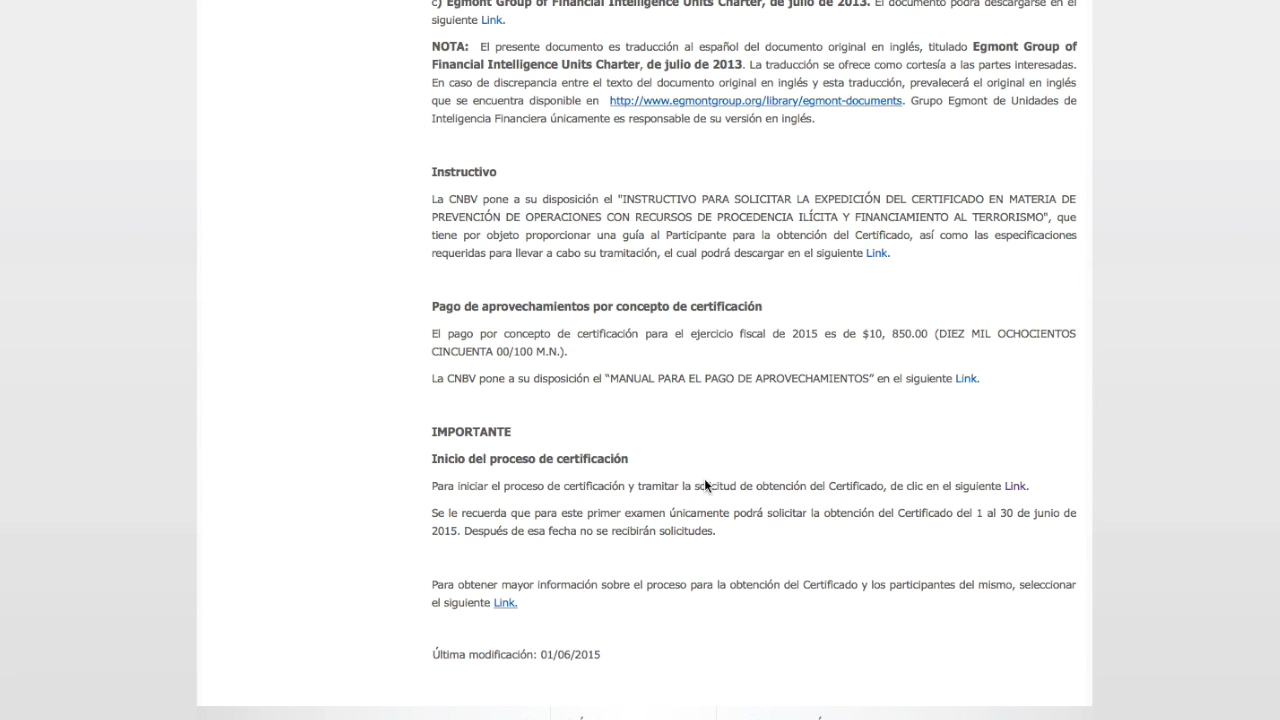 c) Egmont Group of Financial Intelligence Units Charter, de julio de 2013. El documento podrá descargarse en el
siguiente Link.
NOTA: El presente documento es traducción al español del documento original en inglés, titulado Egmont Group of
Financial Intelligence Units Charter, de julio de 2013. La traducción se ofrece como cortesía a las partes interesadas.
En caso de discrepancia entre el texto del documento original en inglés y esta traducción, prevalecerá el original en inglés
que se encuentra disponible en http://www.egmontgroup.org/library/egmont-documents. Grupo Egmont de Unidades de
Inteligencia Financiera únicamente es responsable de su versión en inglés.
Instructivo
La CNBV pone a su disposición el "INSTRUCTIVO PARA SOLICITAR LA EXPEDICIÓN DEL CERTIFICADO EN MATERIA DE
PREVENCIÓN DE OPERACIONES CON RECURSOS DE PROCEDENCIA ILÍCITA Y FINANCIAMIENTO AL TERRORISMO", que
tiene por objeto proporcionar una guía al Participante para la obtención del Certificado, así como las especificaciones
requeridas para llevar a cabo su tramitación, el cual podrá descargar en el siguiente Link.
Pago de aprovechamientos por concepto de certificación
El pago por concepto de certificación para el ejercicio fiscal de 2015 es de $10, 850.00 (DIEZ MIL OCHOCIENTOS
CINCUENTA 00/100 M.N.).
La CNBV pone a su disposición el “MANUAL PARA EL PAGO DE APROVECHAMIENTOS” en el siguiente Link.
IMPORTANTE
Inicio del proceso de certificación
Para iniciar el proceso de certificación y tramitar la solicitud de obtención del Certificado, de clic en el siguiente Link.
Se le recuerda que para este primer examen únicamente podrá solicitar la obtención del Certificado del 1 al 30 de junio de
2015. Después de esa fecha no se recibirán solicitudes.
Para obtener mayor información sobre el proceso para la obtención del Certificado y los participantes del mismo, seleccionar
el siguiente Link.
Última modificación: 01/06/2015